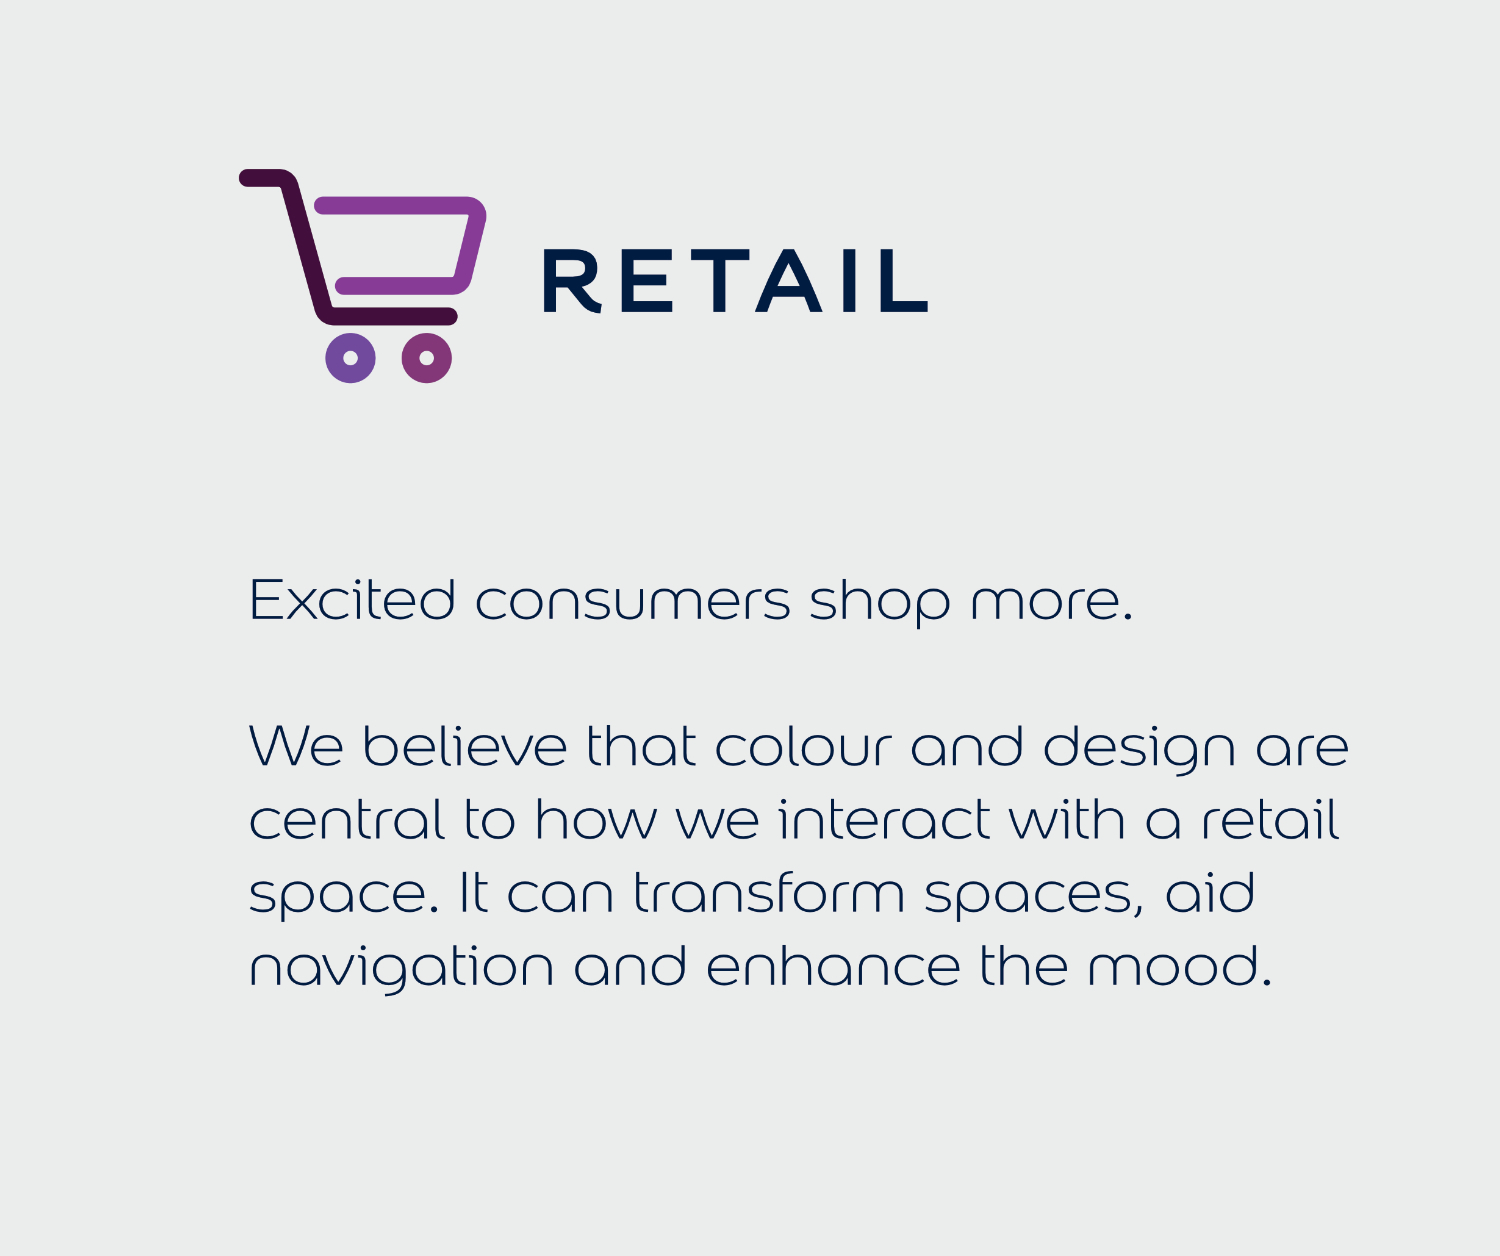 RETAIL
Excited consumers shop more.
We believe that colour and design are
central to how we interact with a retail
space. It can transform spaces, aid
navigation and enhance the mood.